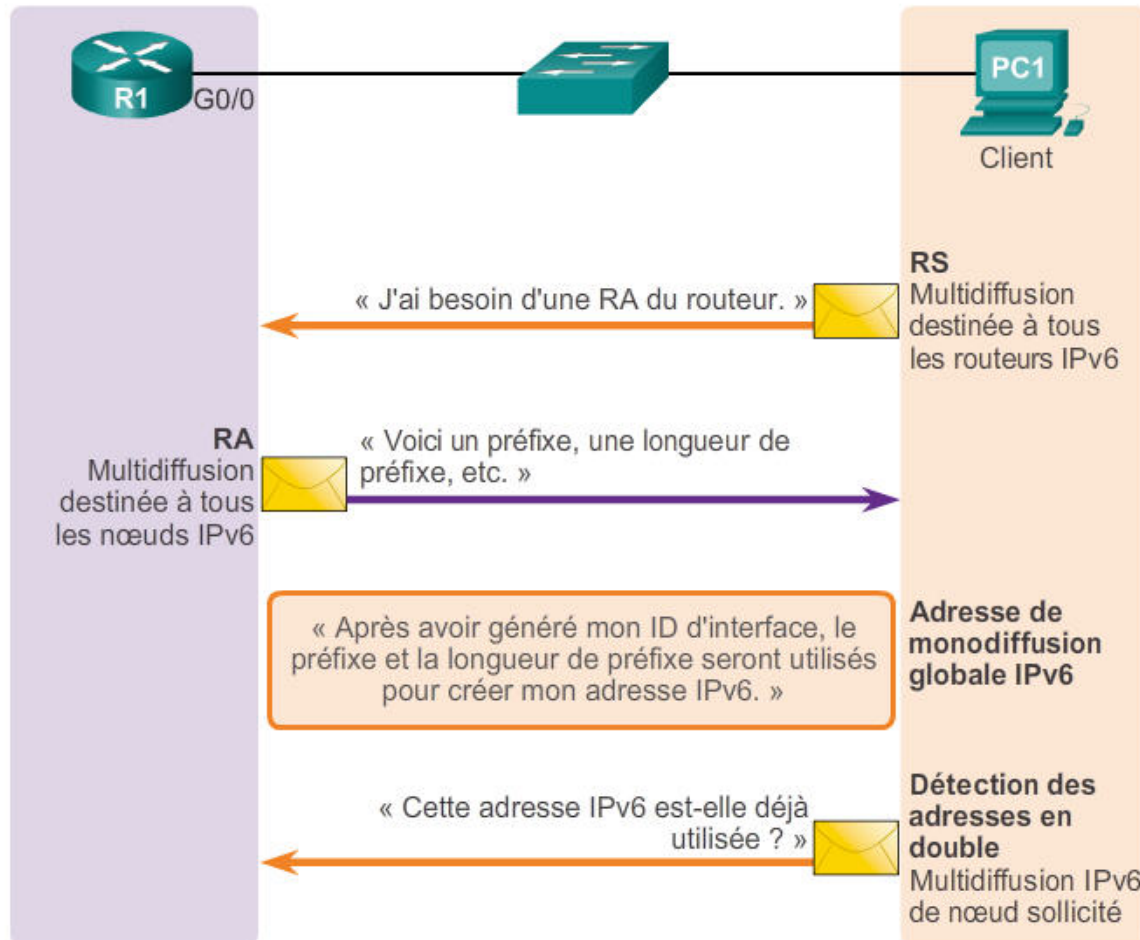 R1
G0/0
PC1
Client
RS
Multidiffusion
destinée à tous
les routeurs IPv6
« J'ai besoin d'une RA du routeur. »
RA
Multidiffusion
destinée à tous
les nœuds IPv6
« Voici un préfixe, une longueur de
préfixe, etc. »
« Après avoir généré mon ID d'interface, le
préfixe et la longueur de préfixe seront utilisés
pour créer mon adresse IPv6. »
Adresse de
monodiffusion
globale IPv6
« Cette adresse IPv6 est-elle déjà
utilisée ? »
Détection des
adresses en
double
Multidiffusion IPv6
de nœud sollicité